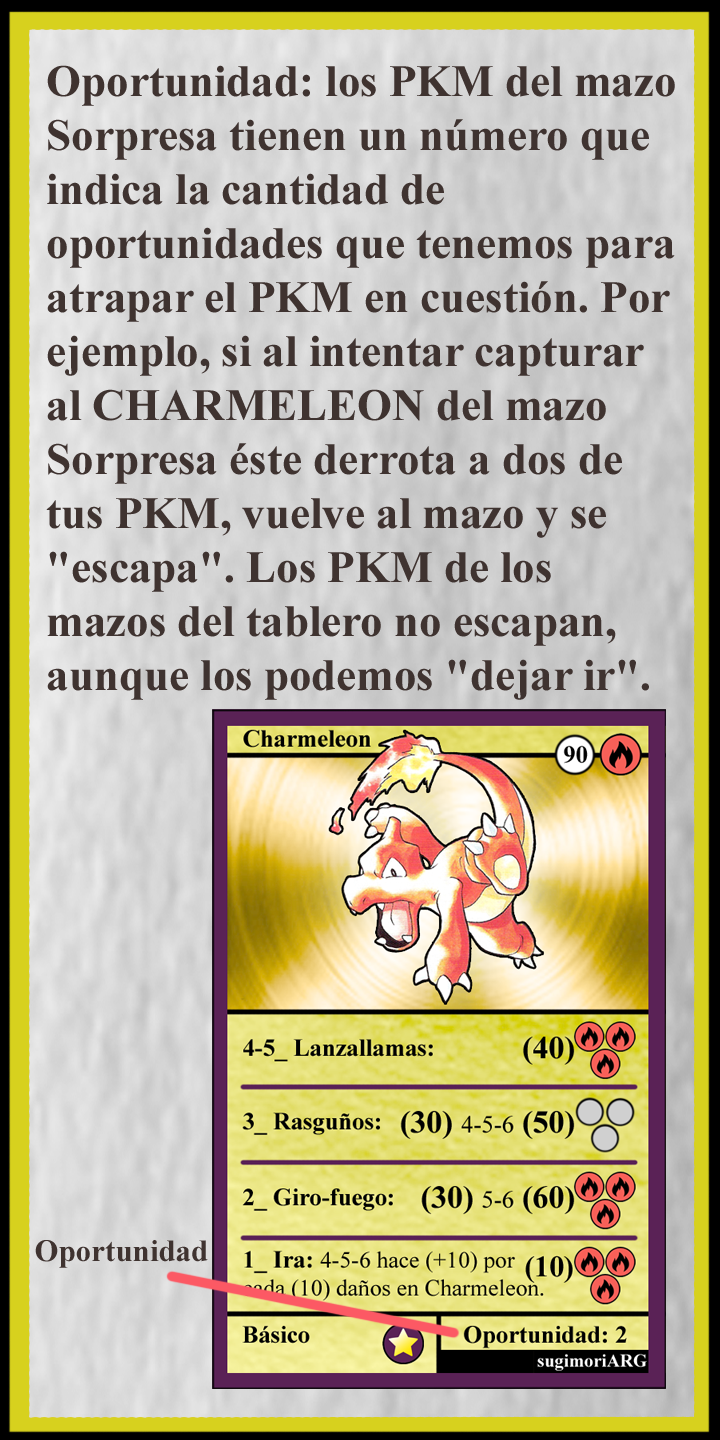 Oportunidad: los PKM del mazo
Sorpresa tienen un número que
indica la cantidad de
oportunidades que tenemos para
atrapar el PKM en cuestión. Por
ejemplo, si al intentar capturar
al CHARMELEON del mazo
Sorpresa éste derrota a dos de
tus PKM, vuelve al mazo y se
"escapa". Los PKM de los
mazos del tablero no escapan,
aunque los podemos "dejar ir".
Charmeleon 90
4-5_ Lanzallamas: (40)
3_ Rasguños: (30) 4-5-6 (50)
2_ Giro-fuego: (30) 5-6 (60)
Oportunidad
1_ Ira: 4-5-6 hace (+10) por (10)
cada (10) daños en Charmeleon.
Básico Oportunidad: 2
sugimoriARG